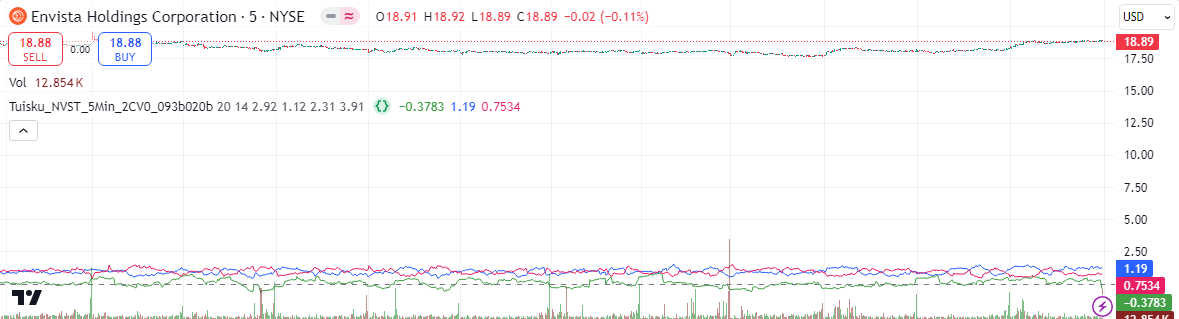 Envista Holdings Corporation · 5 · NYSE O18.91 H18.92 L18.89 C18.89 −0.02 (−0.11%)
USD
18.88 SELL
0.00
18.88 BUY
18.89
17.50
Vol 12.854 K
15.00
Tuisku_NVST_5Min_2CV0_093b020b 20 14 2.92 1.12 2.31 3.91 −0.3783 1.19 0.7534
12.50
10.00
7.50
5.00
2.50
1.19
0.7534
−0.3783
12.854K